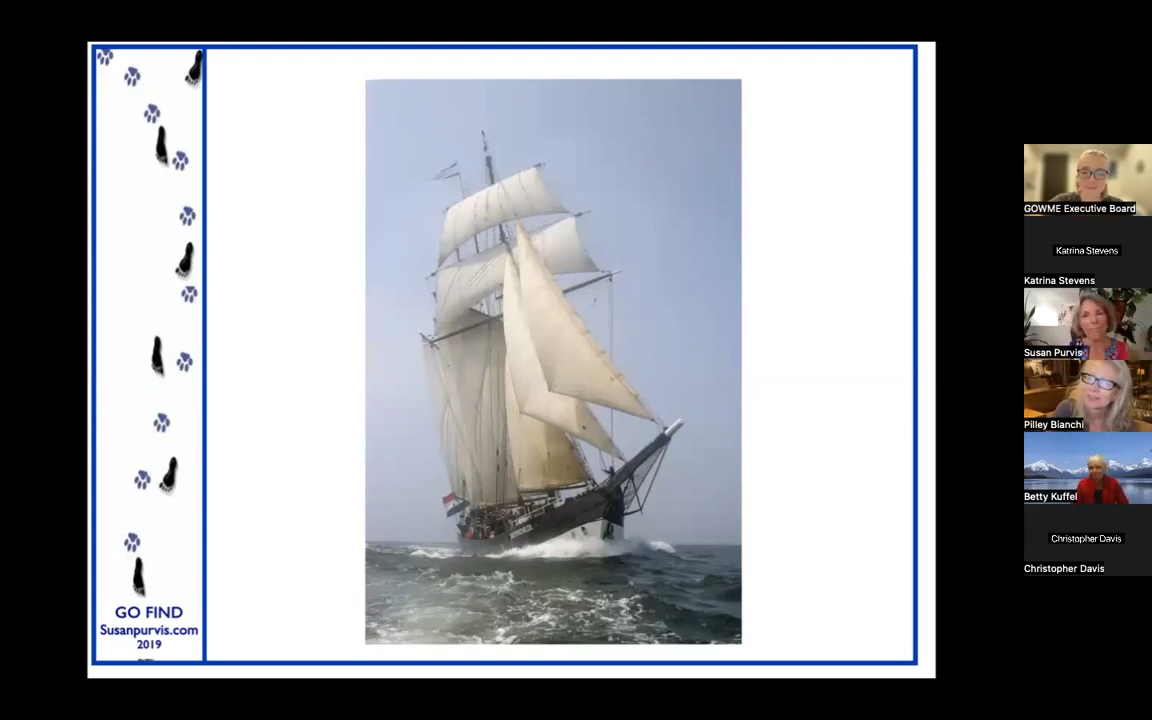 GO FIND
Susanpurvis.com
2019
GOWME Executive Board
Katrina Stevens
Katrina Stevens
Susan Purvis
Pilley Bianchi
Betty Kuffel
Christopher Davis
Christopher Davis